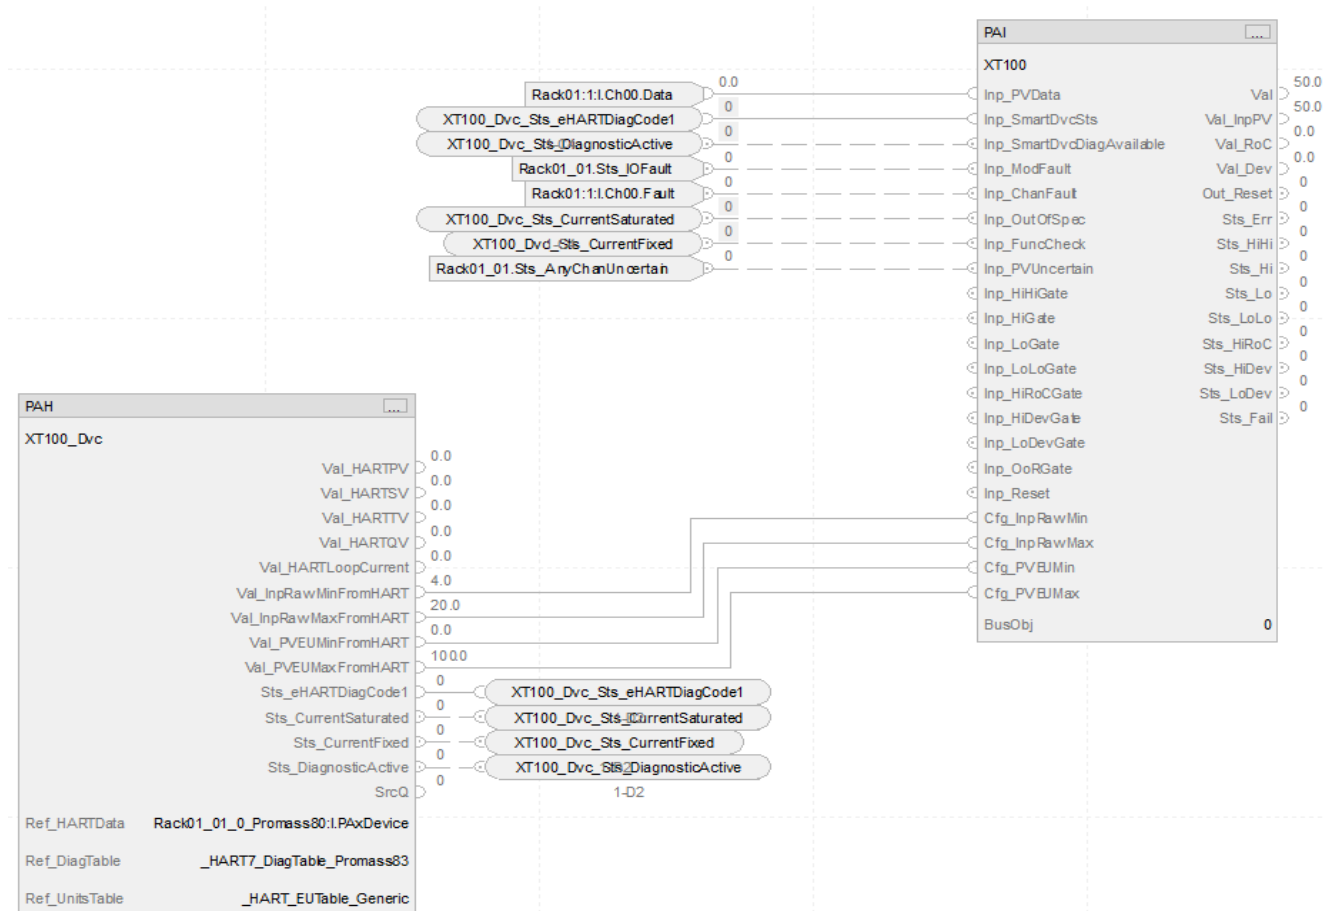 PAI ...
XT100
Rack01:1:I.Ch00.Data 0.0 Inp_PVData Val 50.0
XT100_Dvc_Sts_eHARTDiagCode1 0 Inp_SmartDvcSts Val_InpPV 50.0
XT100_Dvc_Sts_DiagnosticActive 0 Inp_SmartDvcDiagAvailable Val_RoC 0.0
Rack01_01.Sts_IOFault 0 Inp_ModFault Val_Dev 0.0
Rack01:1:I.Ch00.Fault 0 Inp_ChanFault Out_Reset 0
XT100_Dvc_Sts_CurrentSaturated 0 Inp_OutOfSpec Sts_Err 0
XT100_Dvc_Sts_CurrentFixed 0 Inp_FuncCheck Sts_HiHi 0
Rack01_01.Sts_AnyChanUncertain 0 Inp_PVUncertain Sts_Hi 0
Inp_HiHiGate Sts_Lo 0
Inp_HiGate Sts_LoLo 0
Inp_LoGate Sts_HiRoC 0
Inp_LoLoGate Sts_HiDev 0
Inp_HiRoCGate Sts_LoDev 0
Inp_HiDevGate Sts_Fail 0
Inp_LoDevGate
Inp_OoRGate
Inp_Reset
Cfg_InpRawMin
Cfg_InpRawMax
Cfg_PVEUMin
Cfg_PVEUMax
BusObj 0
PAH ...
XT100_Dvc
Val_HARTPV 0.0
Val_HARTSV 0.0
Val_HARTTV 0.0
Val_HARTQV 0.0
Val_HARTLoopCurrent 0.0
Val_InpRawMinFromHART 4.0
Val_InpRawMaxFromHART 20.0
Val_PVEUMinFromHART 0.0
Val_PVEUMaxFromHART 100.0
Sts_eHARTDiagCode1 0 XT100_Dvc_Sts_eHARTDiagCode1
Sts_CurrentSaturated 0 XT100_Dvc_Sts_CurrentSaturated
Sts_CurrentFixed 0 XT100_Dvc_Sts_CurrentFixed
Sts_DiagnosticActive 0 XT100_Dvc_Sts_DiagnosticActive
SrcQ 0 1-D2
Ref_HARTData Rack01_01_0_Promass80:I.PAxDevice
Ref_DiagTable _HART7_DiagTable_Promass83
Ref_UnitsTable _HART_EUTable_Generic